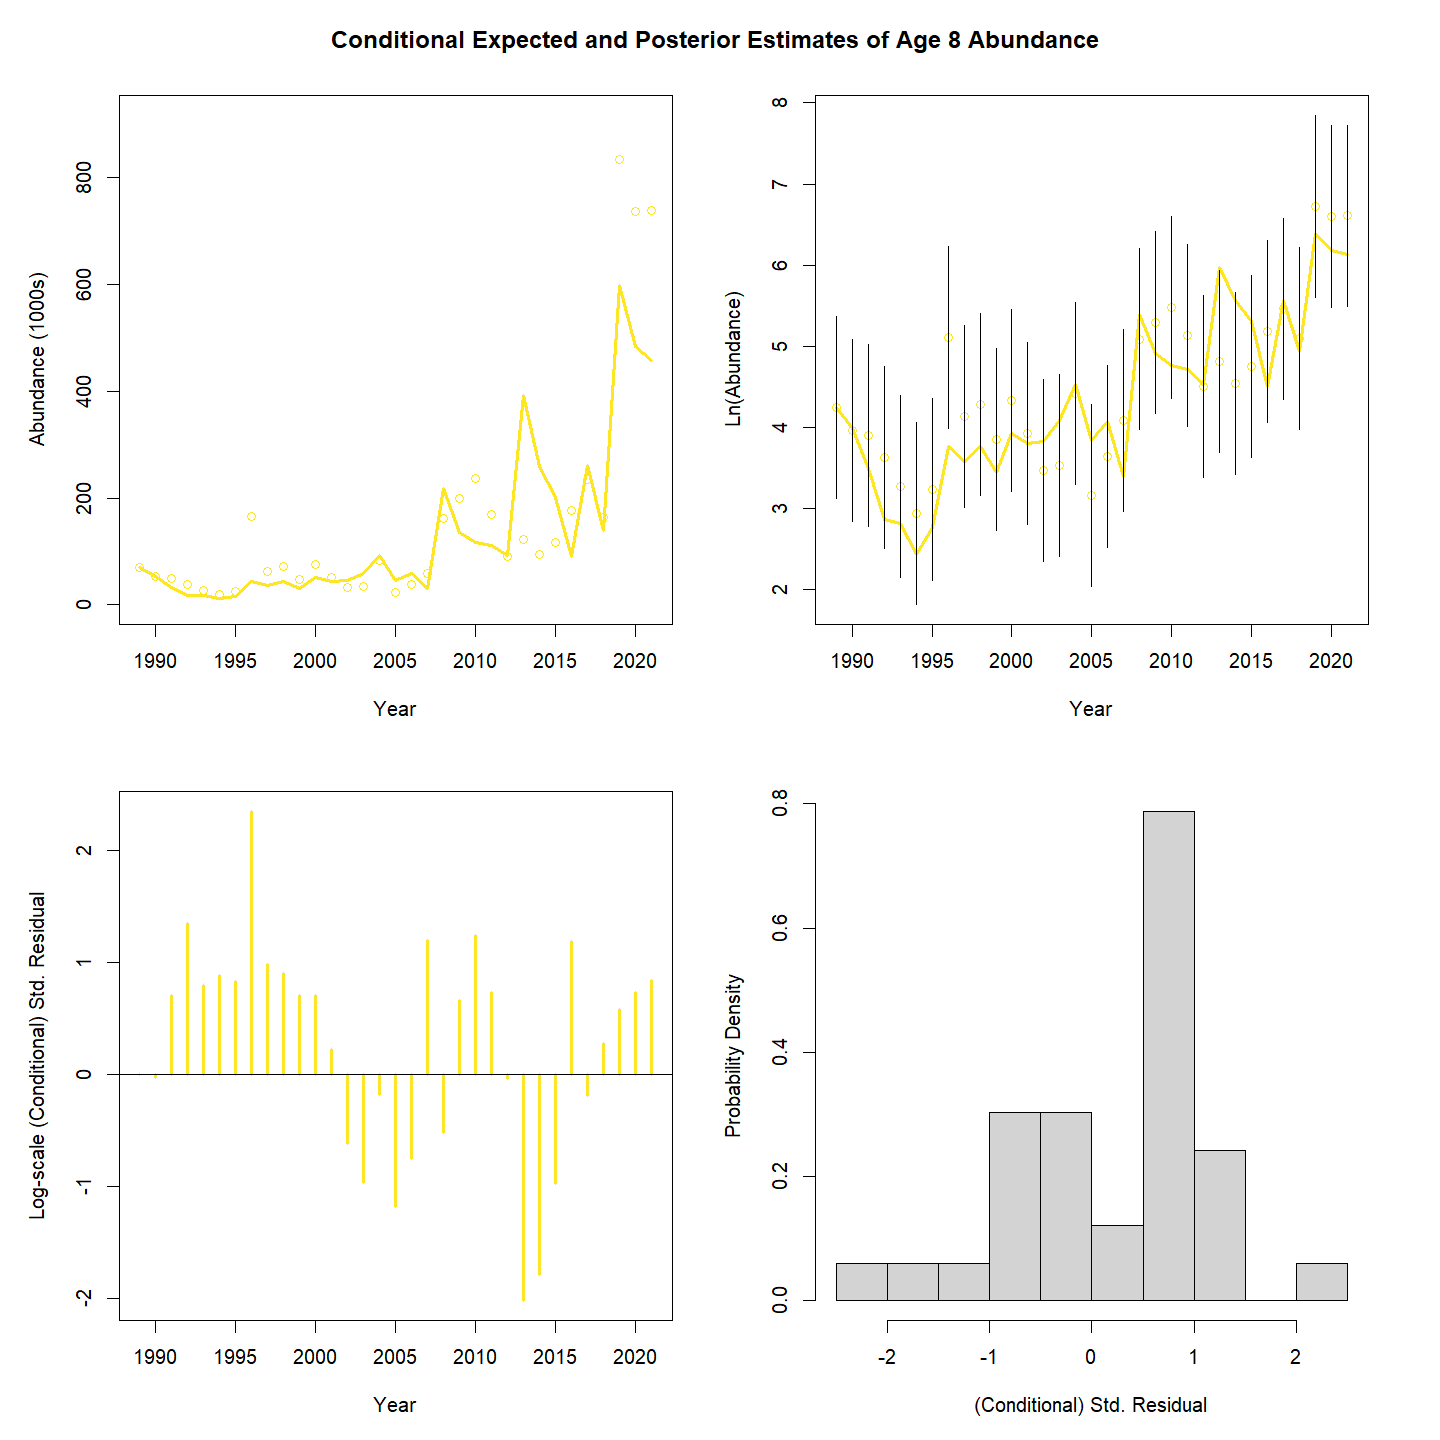 Conditional Expected and Posterior Estimates of Age 8 Abundance
Abundance (1000s)
0 200 400 600 800
1990 1995 2000 2005 2010 2015 2020
Year
Ln(Abundance)
2 3 4 5 6 7 8
1990 1995 2000 2005 2010 2015 2020
Year
Log-scale (Conditional) Std. Residual
-2 -1 0 1 2
1990 1995 2000 2005 2010 2015 2020
Year
Probability Density
0.0 0.2 0.4 0.6 0.8
-2 -1 0 1 2
(Conditional) Std. Residual